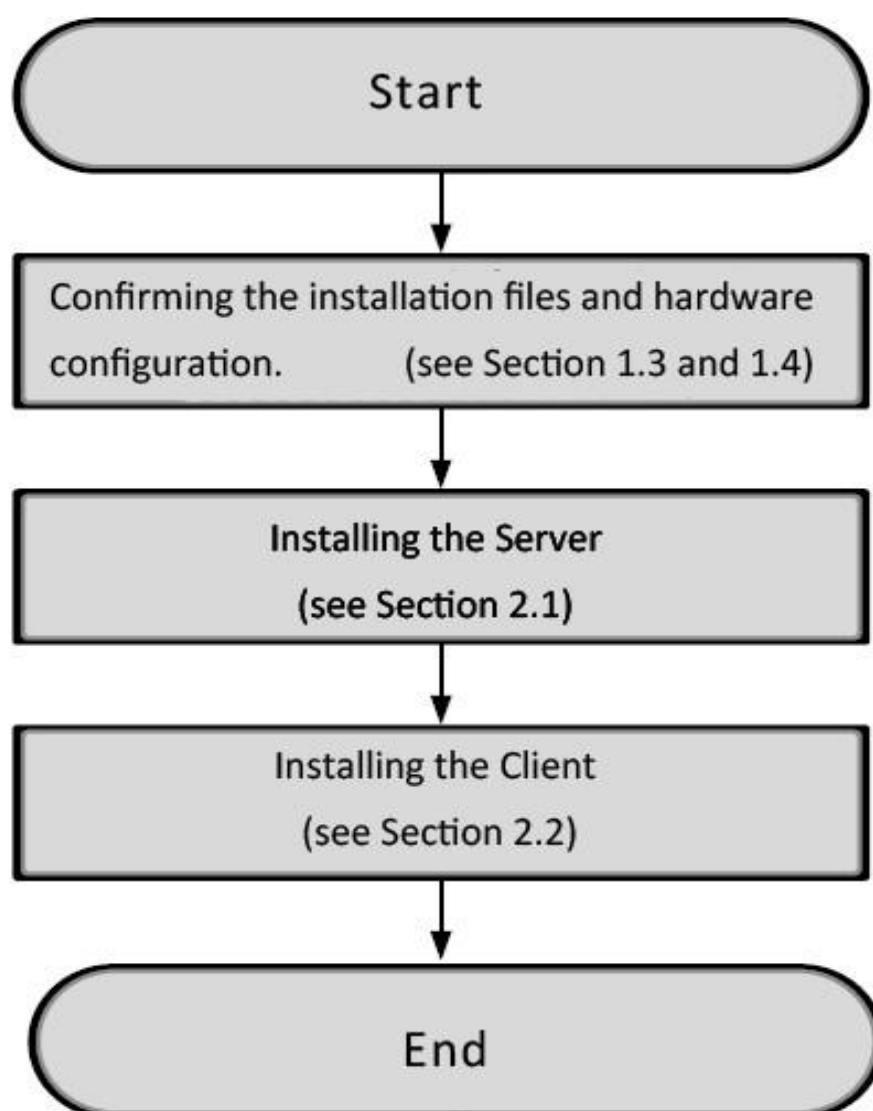 Start
Confirming the installation files and hardware
configuration. (see Section 1.3 and 1.4)
Installing the Server
(see Section 2.1)
Installing the Client
(see Section 2.2)
End